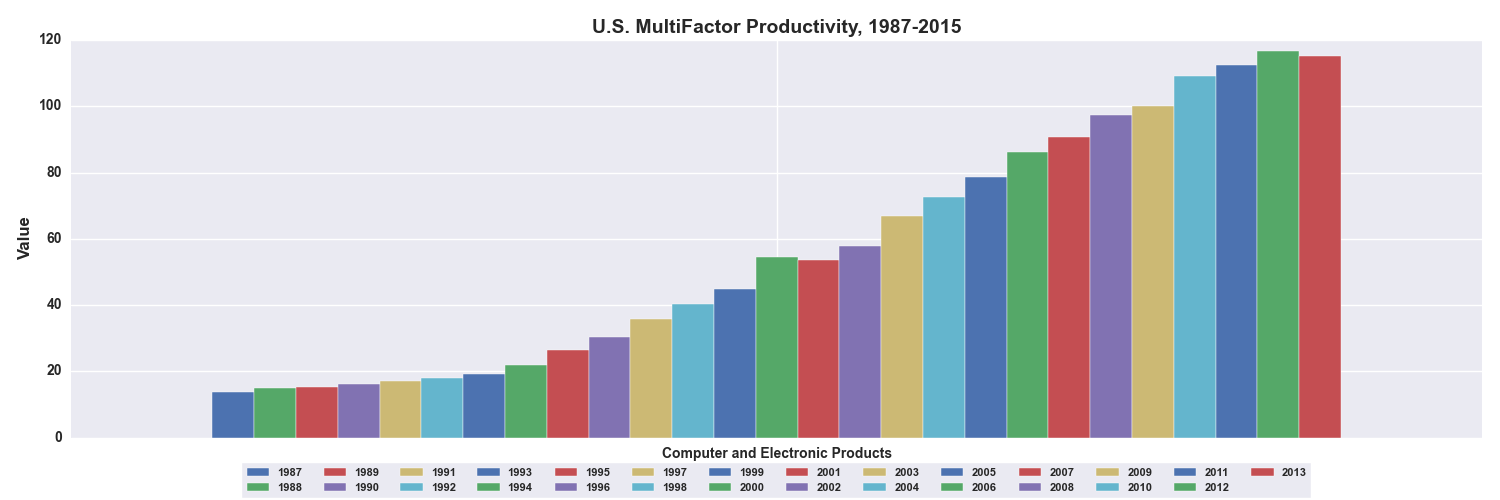 U.S. MultiFactor Productivity, 1987-2015
120
100
80
60
40
20
0
Value
Computer and Electronic Products
1987 1989 1991 1993 1995 1997 1999 2001 2003 2005 2007 2009 2011 2013
1988 1990 1992 1994 1996 1998 2000 2002 2004 2006 2008 2010 2012